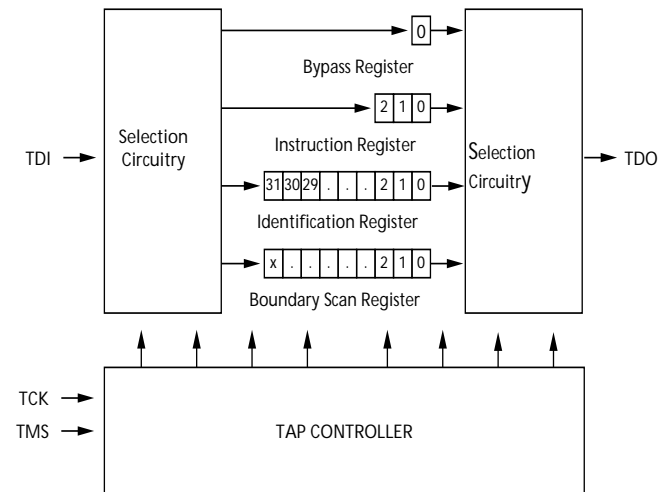 0
Bypass Register
2 1 0
Selection
Circuitry
Selection
Circuitry
Instruction Register
TDI
TDO
31 30 29 . . . 2 1 0
Identification Register
x . . . . . 2 1 0
Boundary Scan Register
TCK
TMS
TAP CONTROLLER